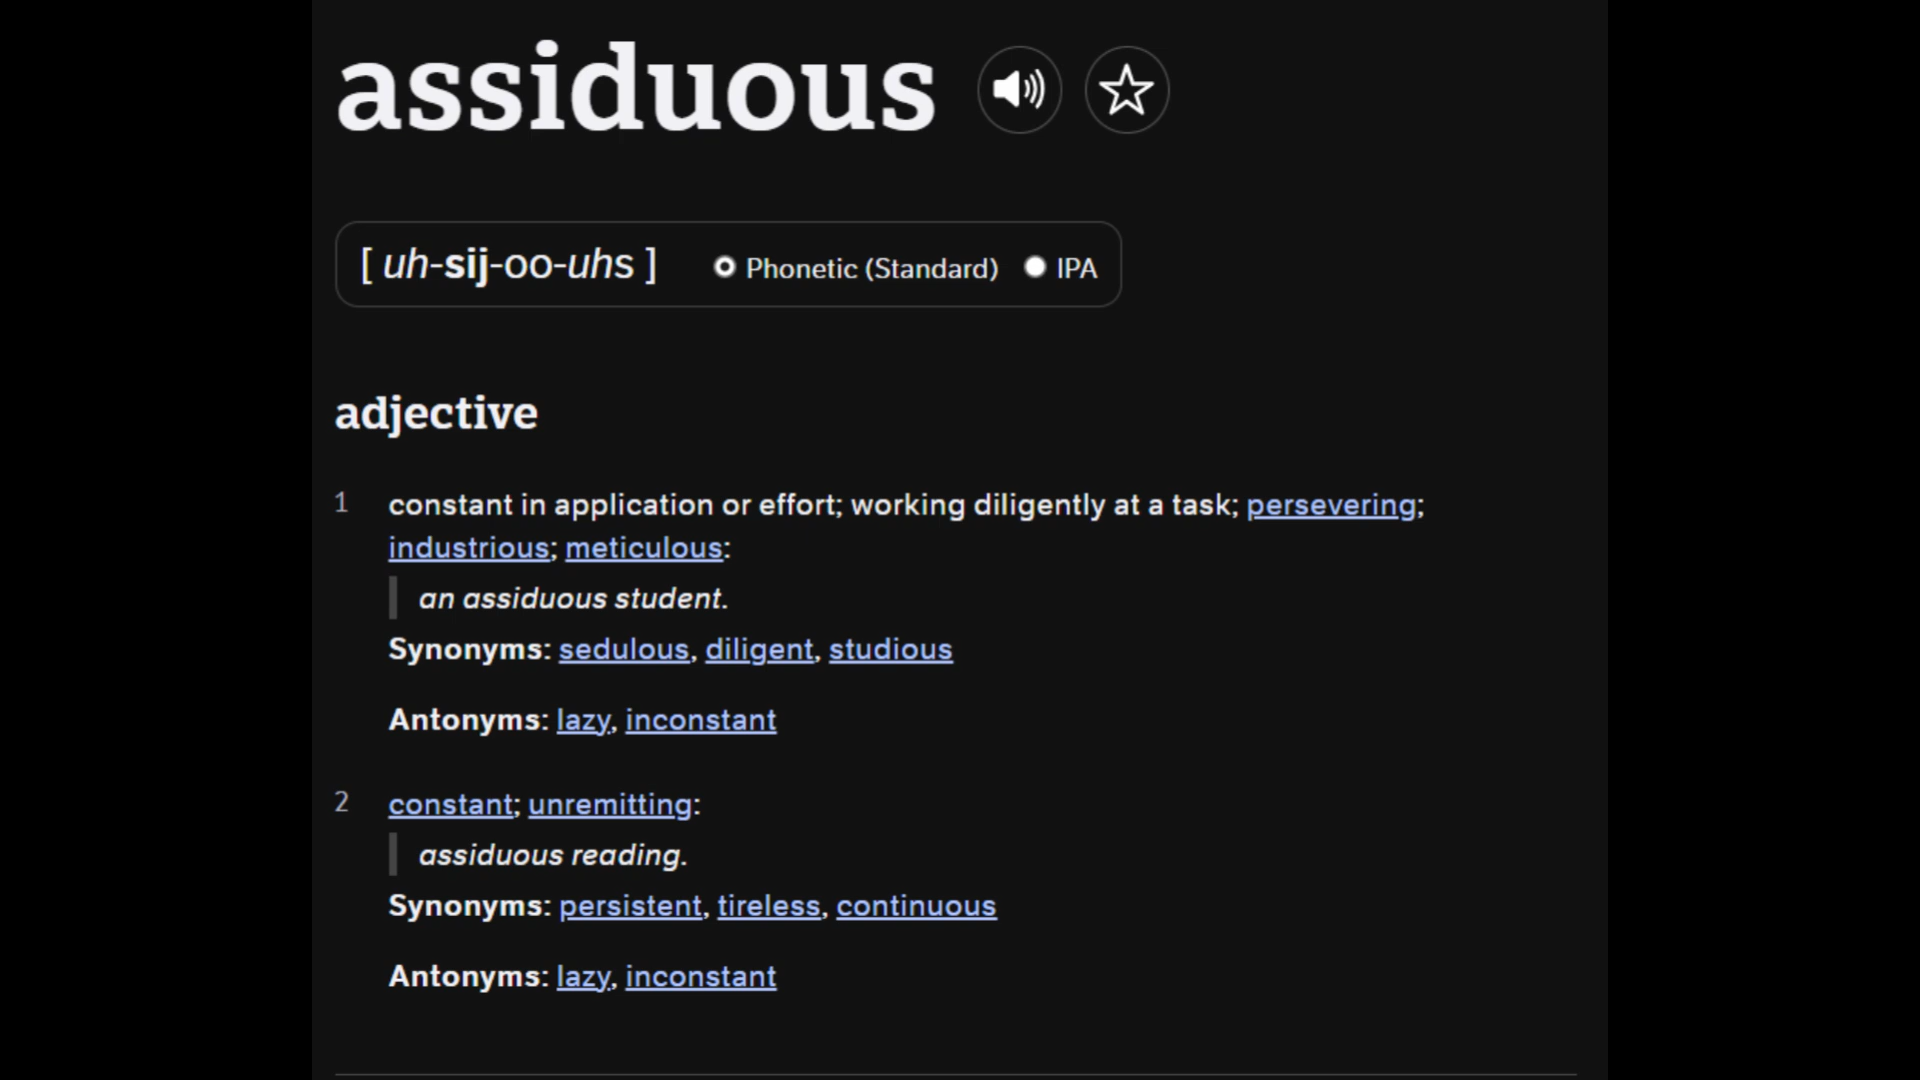 assiduous
[ uh-sij-oo-uhs ] Phonetic (Standard) IPA
adjective
1 constant in application or effort; working diligently at a task; persevering;
industrious; meticulous:
an assiduous student.
Synonyms: sedulous, diligent, studious
Antonyms: lazy, inconstant
2 constant; unremitting:
assiduous reading.
Synonyms: persistent, tireless, continuous
Antonyms: lazy, inconstant